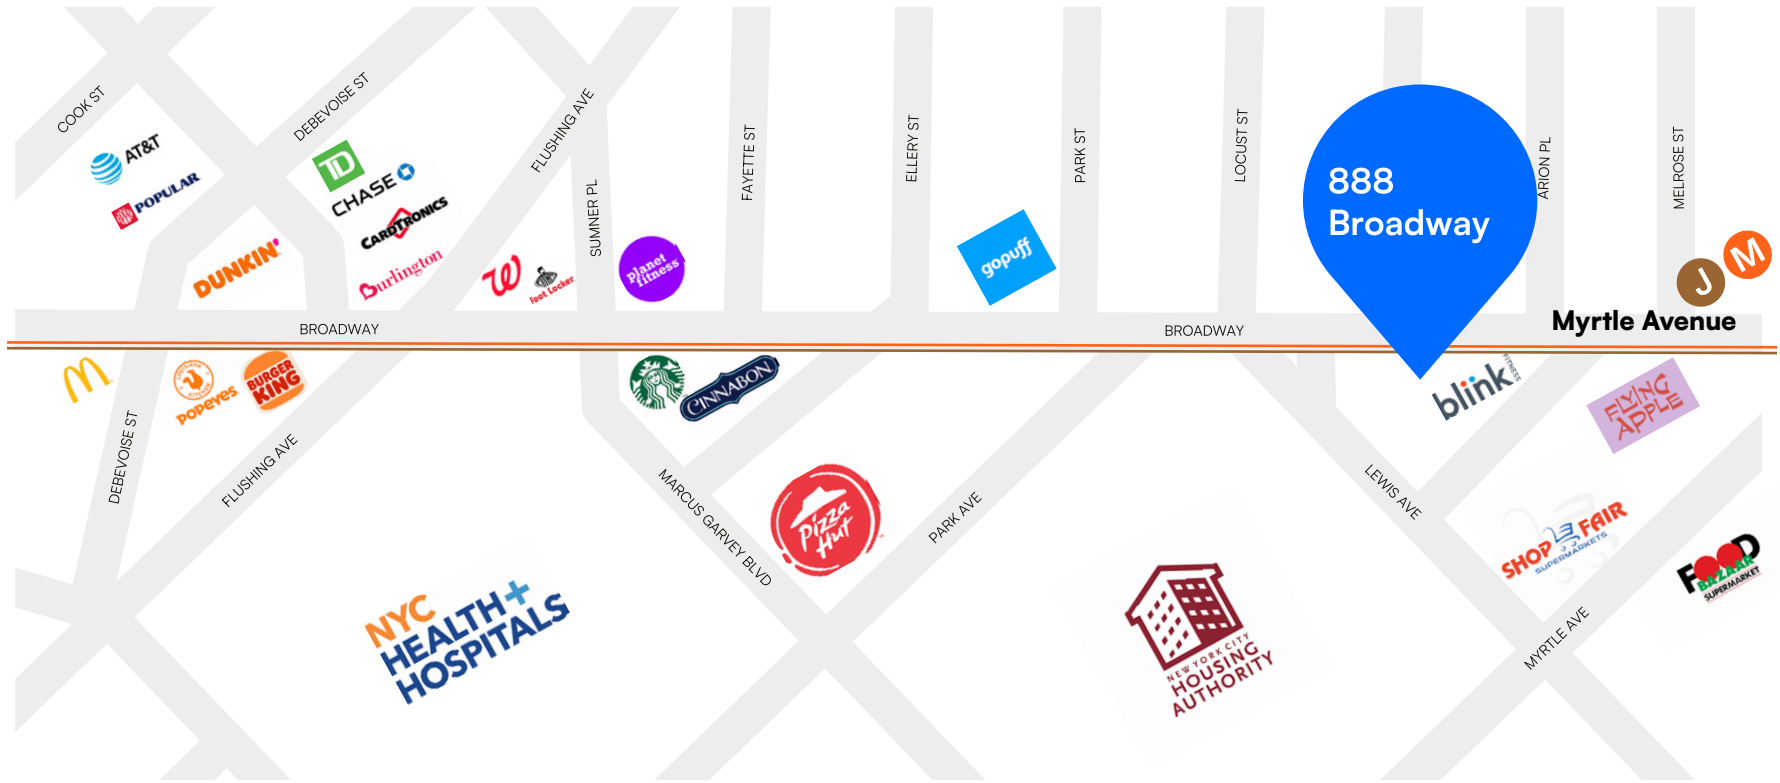 COOK ST
DEBEVOISE ST
FLUSHING AVE
SUMNER PL
FAYETTE ST
ELLERY ST
PARK ST
LOCUST ST
ARION PL
MELROSE ST
AT&T
POPULAR
TD
CHASE
CARDTRONICS
DUNKIN'
Burlington
W
Foot Locker
planet
fitness
gopuff
888
Broadway
J
M
Myrtle Avenue
BROADWAY
BROADWAY
LOUISIANA
KITCHEN
POPEYES
BURGER
KING
CINNABON
blink
FITNESS
FLYING
APPLE
DEBEVOISE ST
FLUSHING AVE
MARCUS GARVEY BLVD
Pizza
Hut
PARK AVE
LEWIS AVE
SHOP FAIR
SUPERMARKETS
FOOD
BAZAAR
SUPERMARKET
MYRTLE AVE
NYC
HEALTH+
HOSPITALS
NEW YORK CITY
HOUSING
AUTHORITY